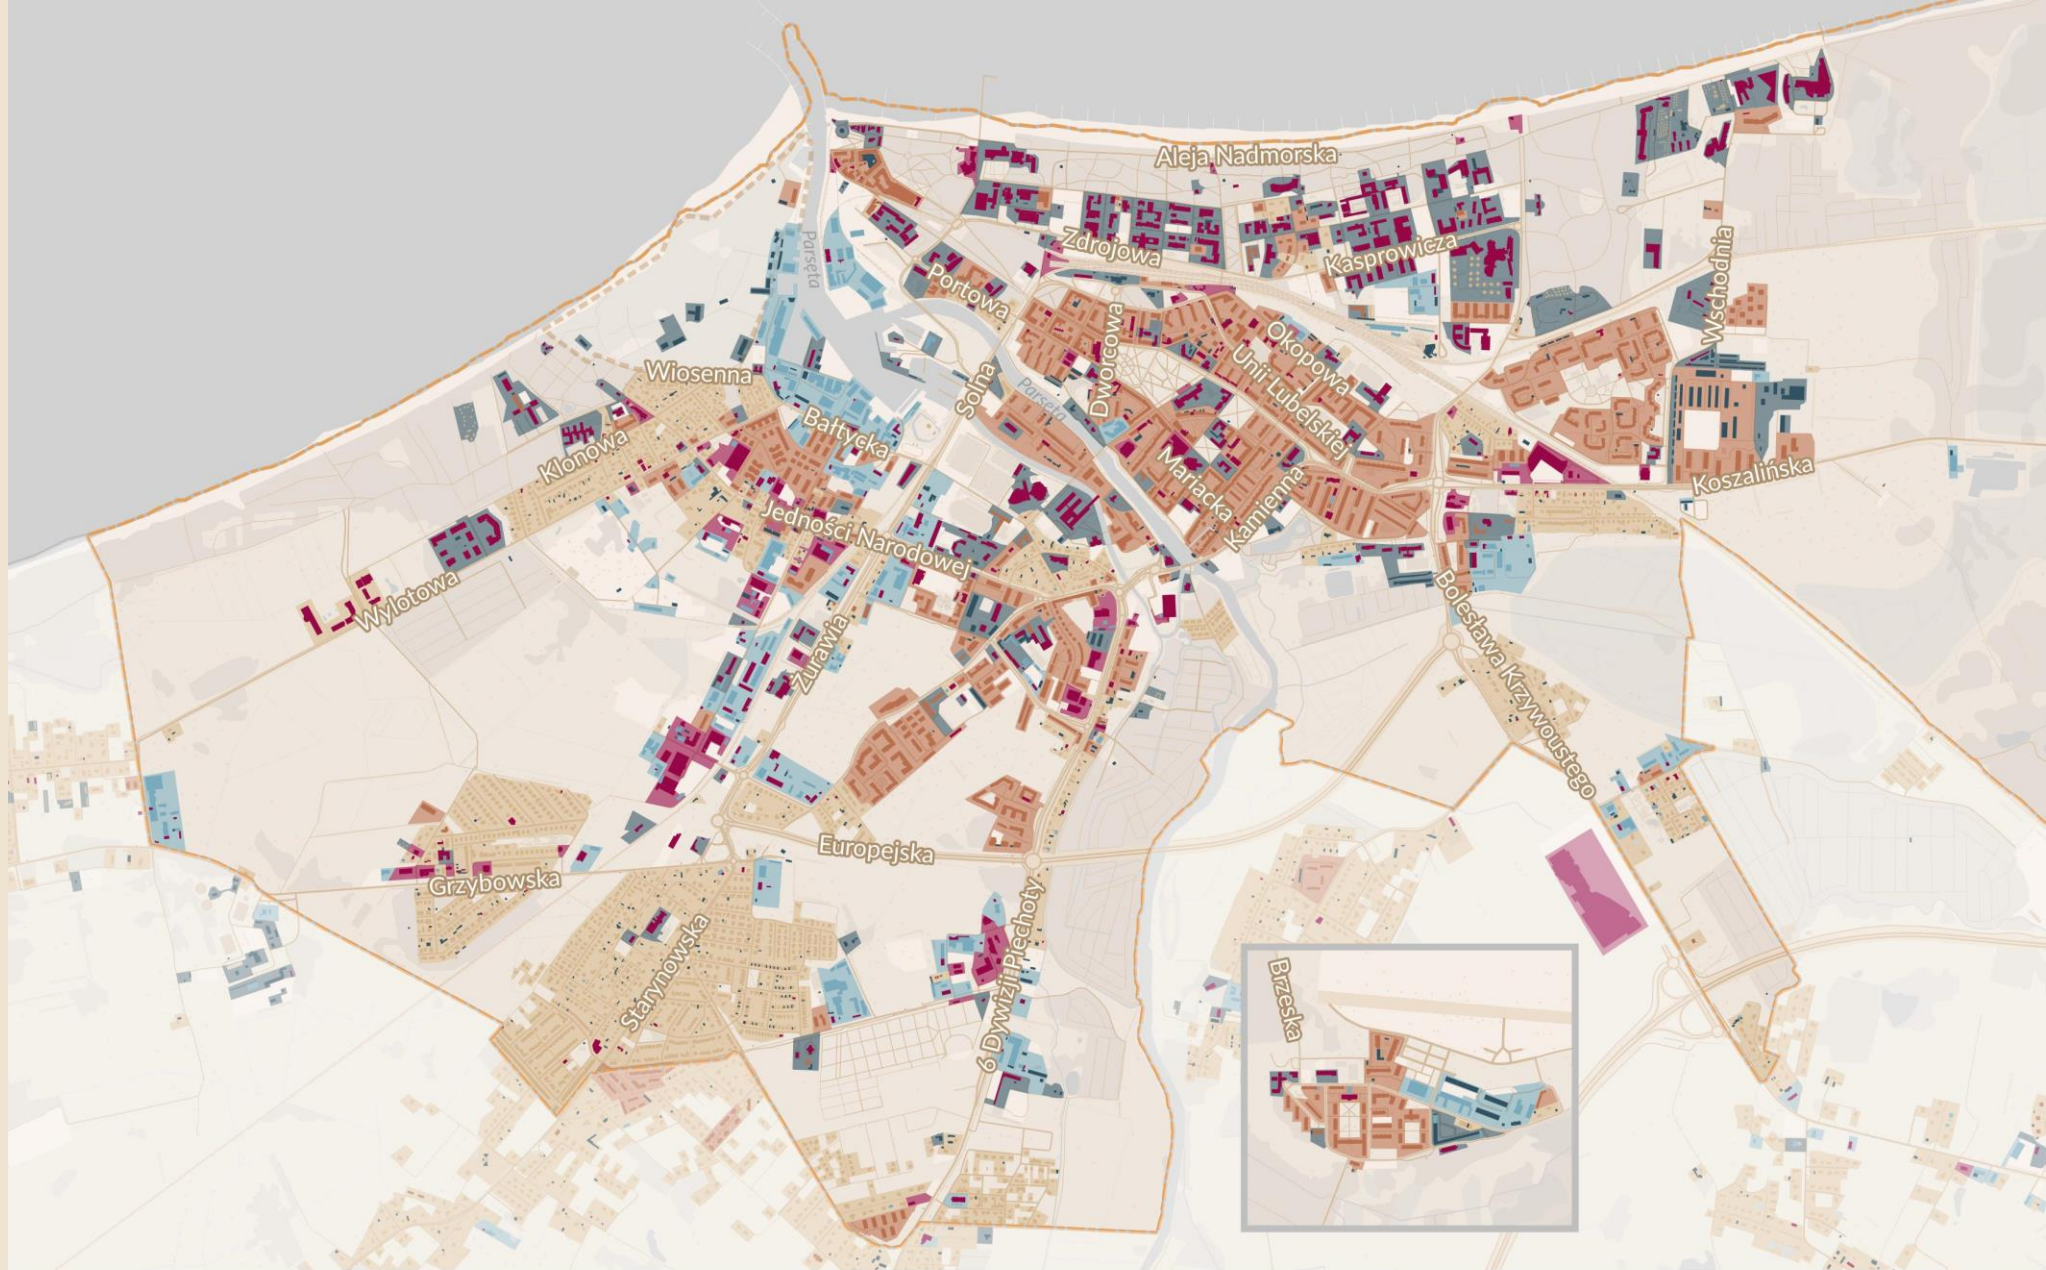 Aleja Nadmorska
Parsęta
Zdrojowa
Kasprowicza
Wschodnia
Portowa
Dworcowa
Okopowa
Unii Lubelskiej
Wiosenna
Solna
Parsęta
Bałtycka
Klonowa
Mariacka
Kamienna
Koszalińska
Jedności Narodowej
Wylotowa
Żurawia
Bolesława Krzywoustego
Europejska
Grzybowska
Starynowska
6 Dywizji Piechoty
Brzeska